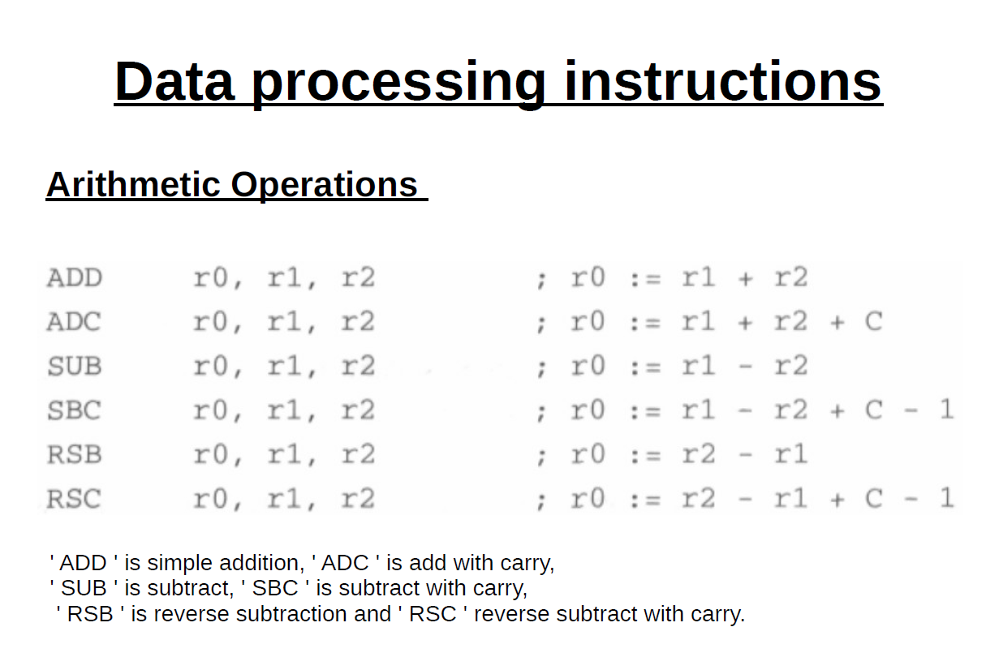 Data processing instructions
Arithmetic Operations
ADD r0, r1, r2 ; r0 := r1 + r2
ADC r0, r1, r2 ; r0 := r1 + r2 + C
SUB r0, r1, r2 ; r0 := r1 - r2
SBC r0, r1, r2 ; r0 := r1 - r2 + C - 1
RSB r0, r1, r2 ; r0 := r2 - r1
RSC r0, r1, r2 ; r0 := r2 - r1 + C - 1
' ADD ' is simple addition, ' ADC ' is add with carry,
' SUB ' is subtract, ' SBC ' is subtract with carry,
' RSB ' is reverse subtraction and ' RSC ' reverse subtract with carry.